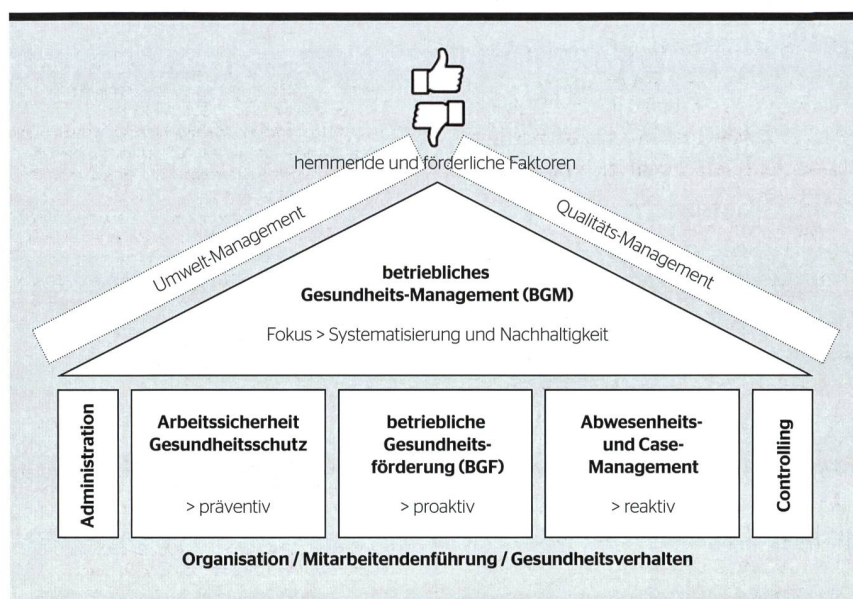 hemmende und förderliche Faktoren
Umwelt-Management
Qualitäts-Management
betriebliches
Gesundheits-Management (BGM)
Fokus > Systematisierung und Nachhaltigkeit
Administration
Arbeitssicherheit
Gesundheitsschutz
> präventiv
betriebliche
Gesundheits-
förderung (BGF)
> proaktiv
Abwesenheits-
und Case-
Management
> reaktiv
Controlling
Organisation / Mitarbeitendenführung / Gesundheitsverhalten